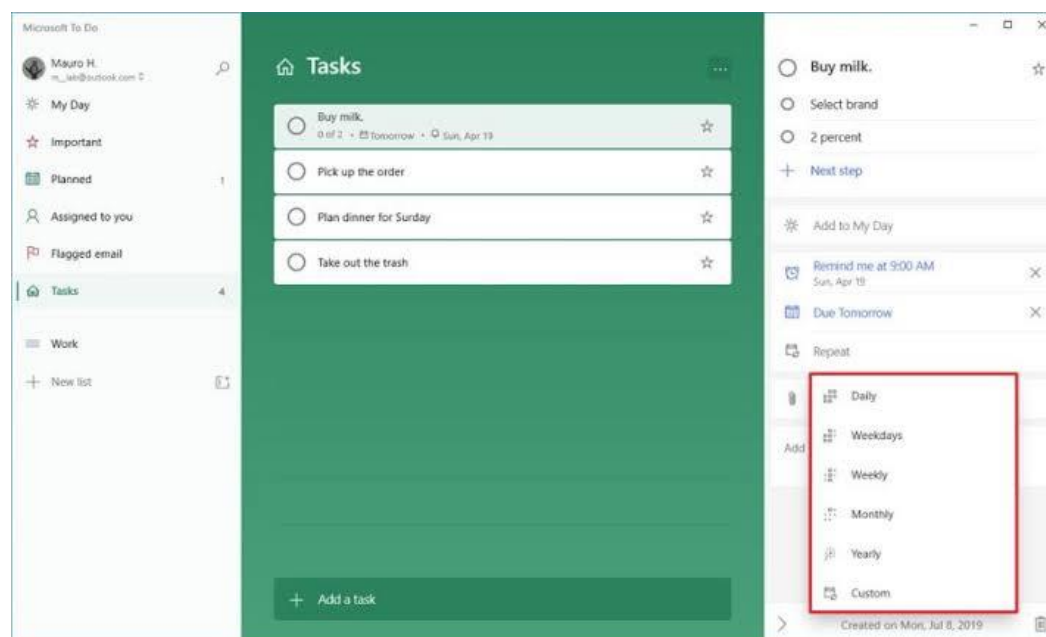 Microsoft To Do
Mauro H.
m_lab@outlook.com
My Day
Important
Planned 1
Assigned to you
Flagged email
Tasks 4
Work
New list
Tasks
Buy milk.
0 of 2 • Tomorrow • Sun, Apr 19
Pick up the order
Plan dinner for Surday
Take out the trash
Add a task
Buy milk.
Select brand
2 percent
Next step
Add to My Day
Remind me at 9:00 AM
Sun, Apr 19
Due Tomorrow
Repeat
Daily
Add
Weekdays
Weekly
Monthly
Yearly
Custom
Created on Mon, Jul 8, 2019